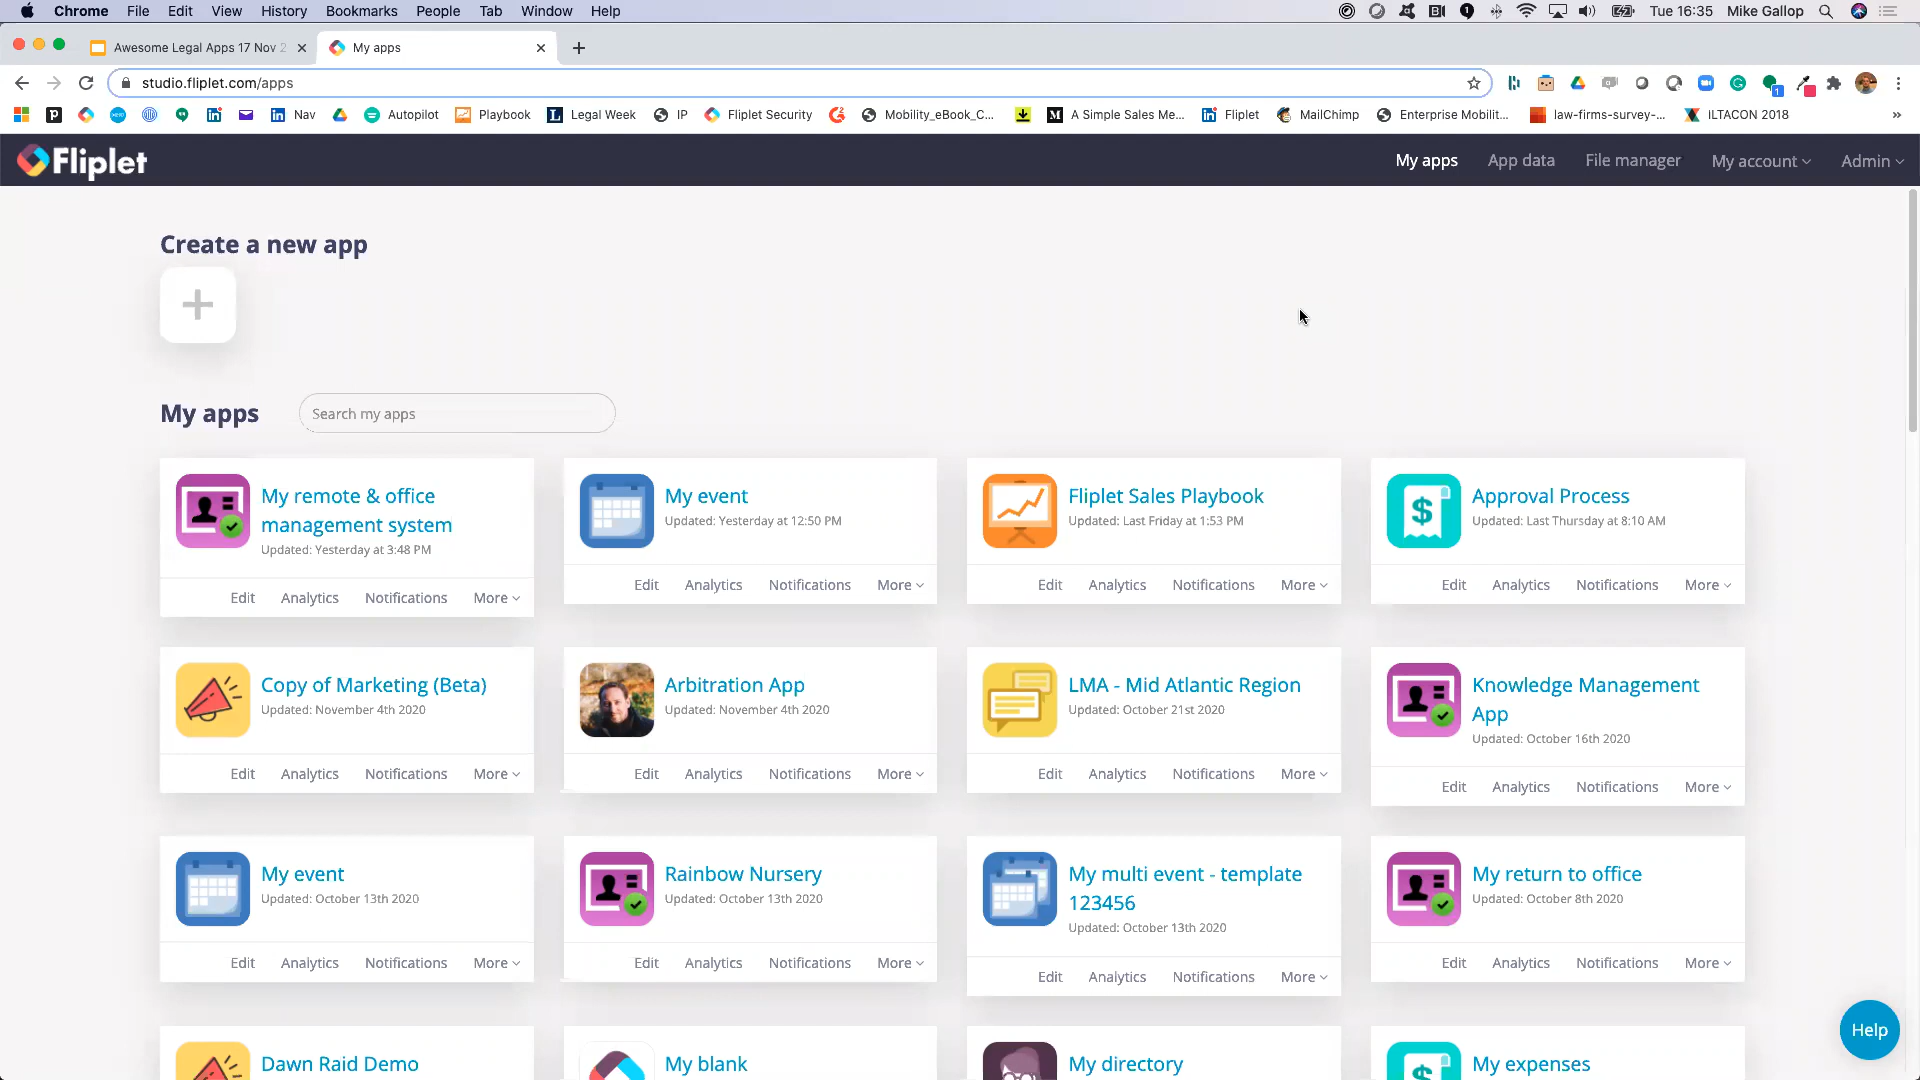 Chrome File Edit View History Bookmarks People Tab Window Help Tue 16:35 Mike Gallop
Awesome Legal Apps 17 Nov 2 My apps
studio.fliplet.com/apps
Nav Autopilot Playbook Legal Week IP Fliplet Security Mobility_eBook_C... A Simple Sales Me... Fliplet MailChimp Enterprise Mobilit... law-firms-survey-... ILTACON 2018 »
Fliplet My apps App data File manager My account Admin
Create a new app
My apps Search my apps
My remote & office
management system
Updated: Yesterday at 3:48 PM
Edit Analytics Notifications More
My event
Updated: Yesterday at 12:50 PM
Edit Analytics Notifications More
Fliplet Sales Playbook
Updated: Last Friday at 1:53 PM
Edit Analytics Notifications More
Approval Process
Updated: Last Thursday at 8:10 AM
Edit Analytics Notifications More
Copy of Marketing (Beta)
Updated: November 4th 2020
Edit Analytics Notifications More
Arbitration App
Updated: November 4th 2020
Edit Analytics Notifications More
LMA - Mid Atlantic Region
Updated: October 21st 2020
Edit Analytics Notifications More
Knowledge Management
App
Updated: October 16th 2020
Edit Analytics Notifications More
My event
Updated: October 13th 2020
Edit Analytics Notifications More
Rainbow Nursery
Updated: October 13th 2020
Edit Analytics Notifications More
My multi event - template
123456
Updated: October 13th 2020
Edit Analytics Notifications More
My return to office
Updated: October 8th 2020
Edit Analytics Notifications More
Dawn Raid Demo
My blank
My directory
My expenses
Help